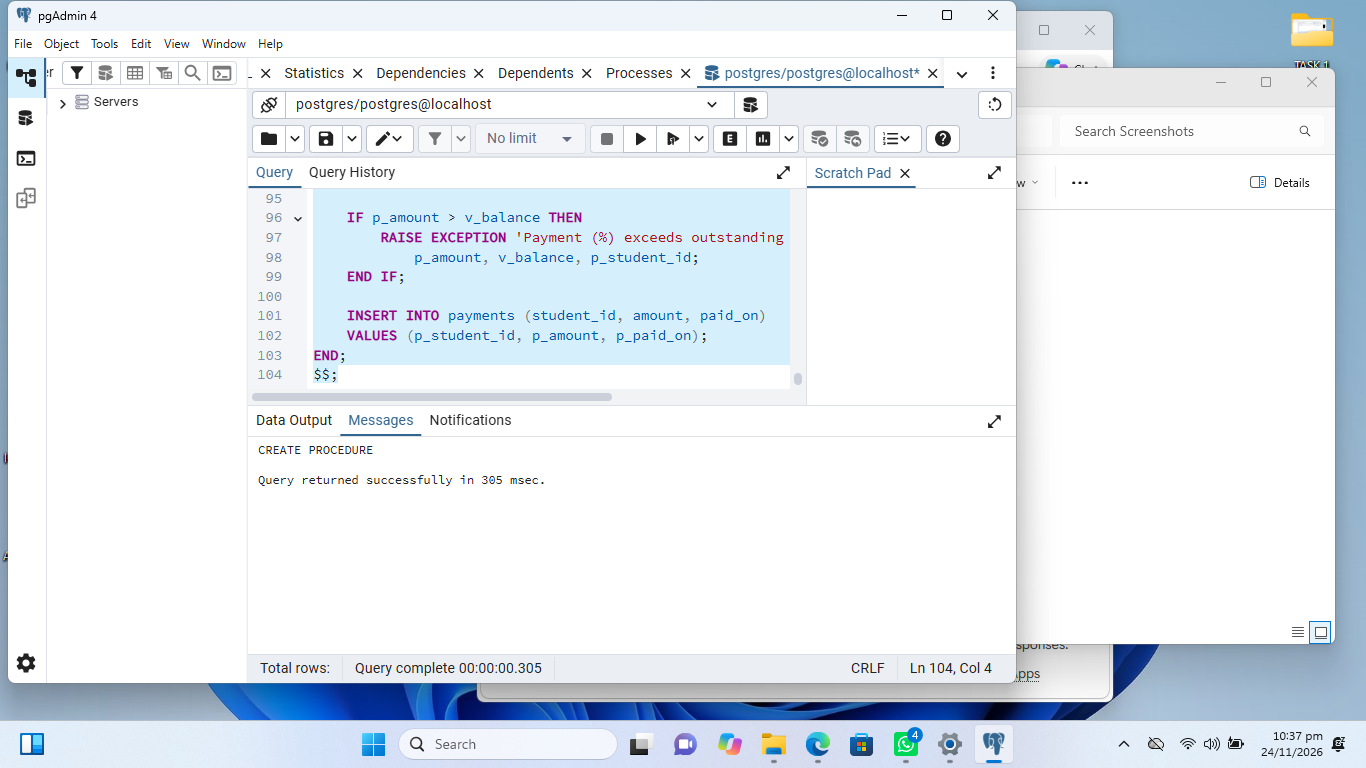 pgAdmin 4
File Object Tools Edit View Window Help
TASK 1
Servers
Statistics Dependencies Dependents Processes postgres/postgres@localhost*
postgres/postgres@localhost
No limit
E
Query Query History
Scratch Pad
95
96 IF p_amount > v_balance THEN
97 RAISE EXCEPTION 'Payment (%) exceeds outstanding
98 p_amount, v_balance, p_student_id;
99 END IF;
100
101 INSERT INTO payments (student_id, amount, paid_on)
102 VALUES (p_student_id, p_amount, p_paid_on);
103 END;
104 $$;
Data Output Messages Notifications
CREATE PROCEDURE
Query returned successfully in 305 msec.
Total rows: Query complete 00:00:00.305 CRLF Ln 104, Col 4
Search Screenshots
Details
Search
4
10:37 pm
24/11/2026